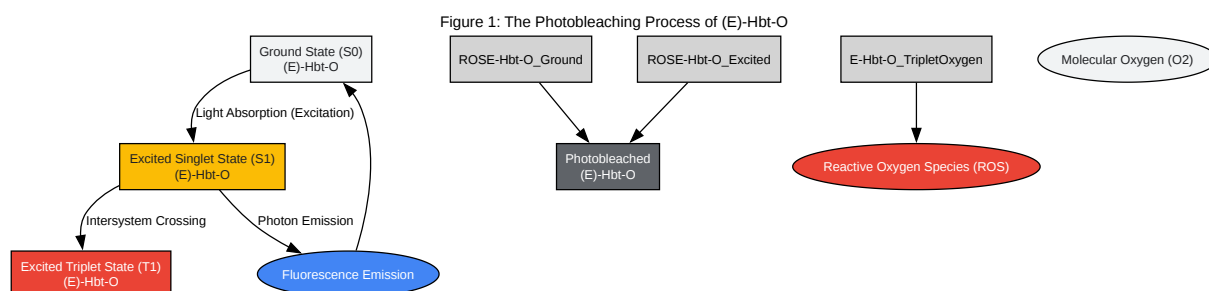 Figure 1: The Photobleaching Process of (E)-Hbt-O
Ground State (S0)
(E)-Hbt-O
ROSE-Hbt-O_Ground
ROSE-Hbt-O_Excited
E-Hbt-O_TripletOxygen
Molecular Oxygen (O2)
Light Absorption (Excitation)
Excited Singlet State (S1)
(E)-Hbt-O
Photobleached
(E)-Hbt-O
Reactive Oxygen Species (ROS)
Intersystem Crossing
Photon Emission
Excited Triplet State (T1)
(E)-Hbt-O
Fluorescence Emission